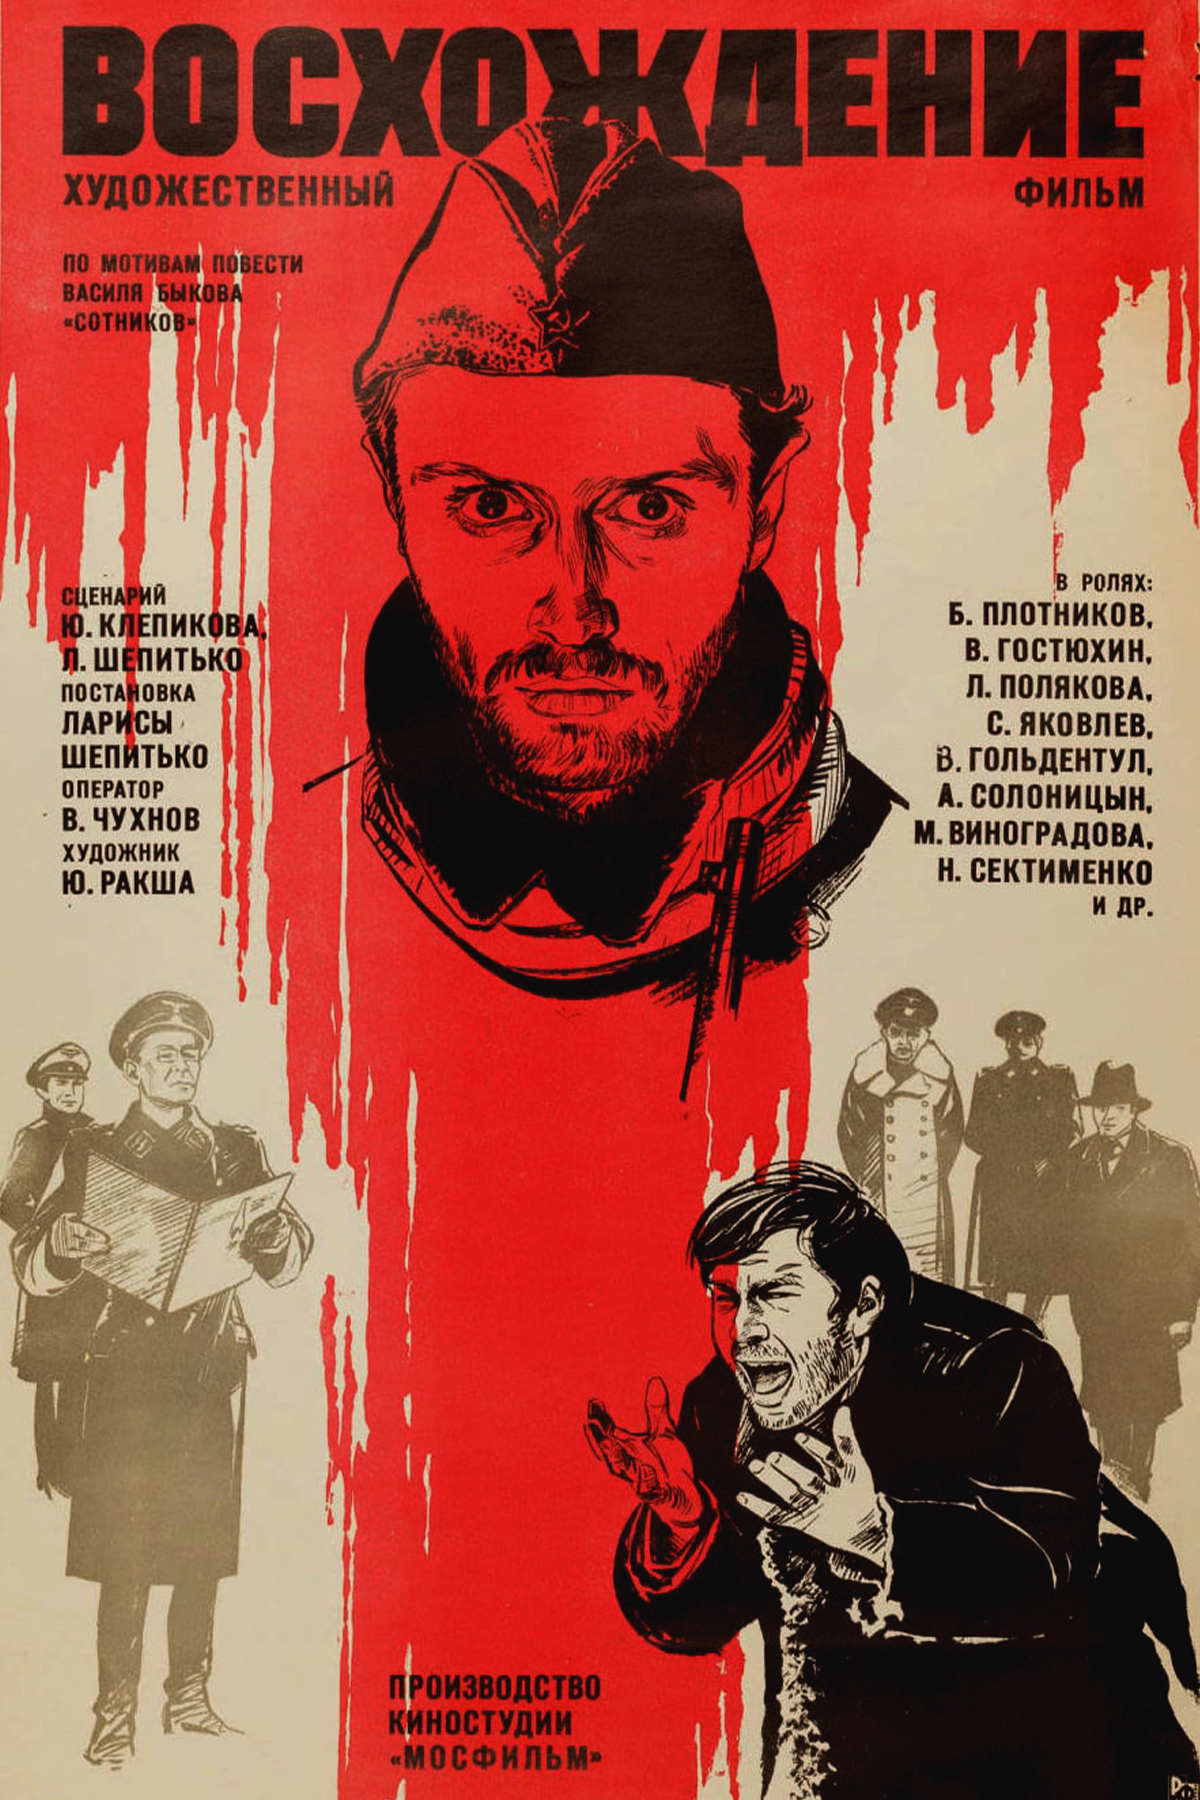 ВОСХОЖДЕНИЕ
ХУДОЖЕСТВЕННЫЙ ФИЛЬМ
ПО МОТИВАМ ПОВЕСТИ
ВАСИЛЯ БЫКОВА
«СОТНИКОВ»
СЦЕНАРИЙ
Ю. КЛЕПИКОВА,
Л. ШЕПИТЬКО
ПОСТАНОВКА
ЛАРИСЫ
ШЕПИТЬКО
ОПЕРАТОР
В. ЧУХНОВ
ХУДОЖНИК
Ю. РАКША
В РОЛЯХ:
Б. ПЛОТНИКОВ,
В. ГОСТЮХИН,
Л. ПОЛЯКОВА,
С. ЯКОВЛЕВ,
В. ГОЛЬДЕНТУЛ,
А. СОЛОНИЦЫН,
М. ВИНОГРАДОВА,
Н. СЕКТИМЕНКО
И ДР.
ПРОИЗВОДСТВО
КИНОСТУДИИ
«МОСФИЛЬМ»